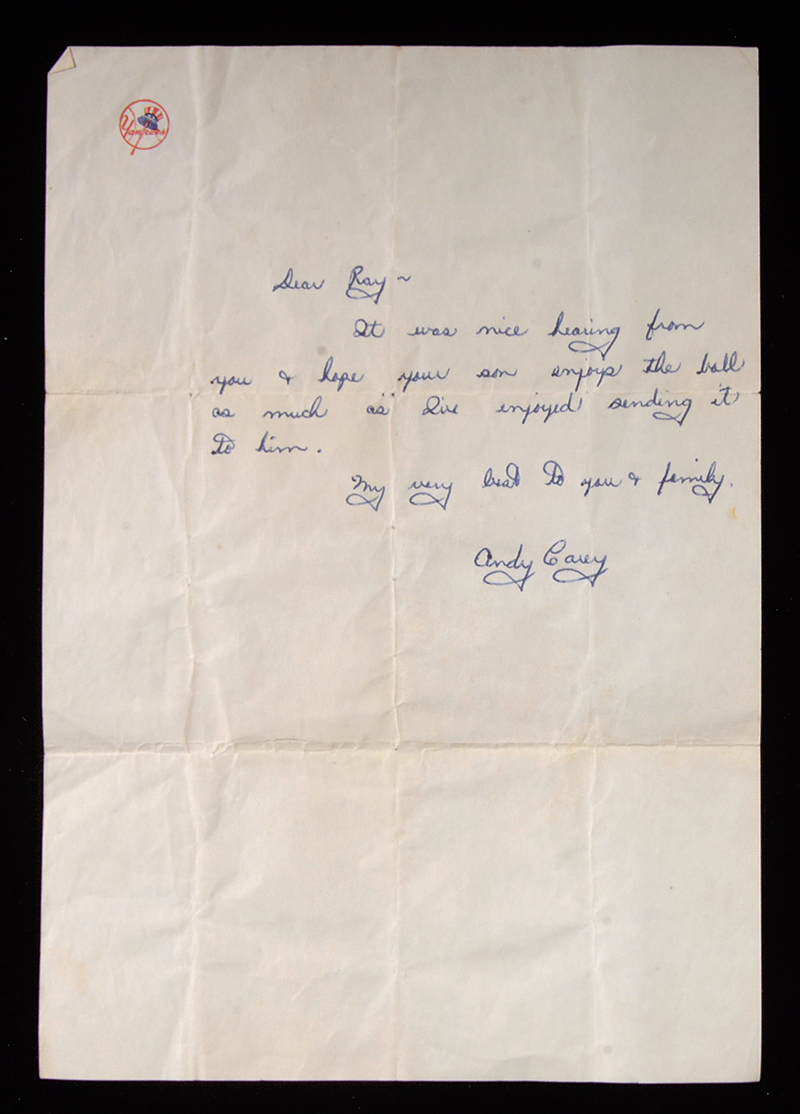 Yankees
Dear Ray ~
It was nice hearing from
you & hope your son enjoys the ball
as much as I've enjoyed sending it
to him.
My very best to you & family.
Andy Carey